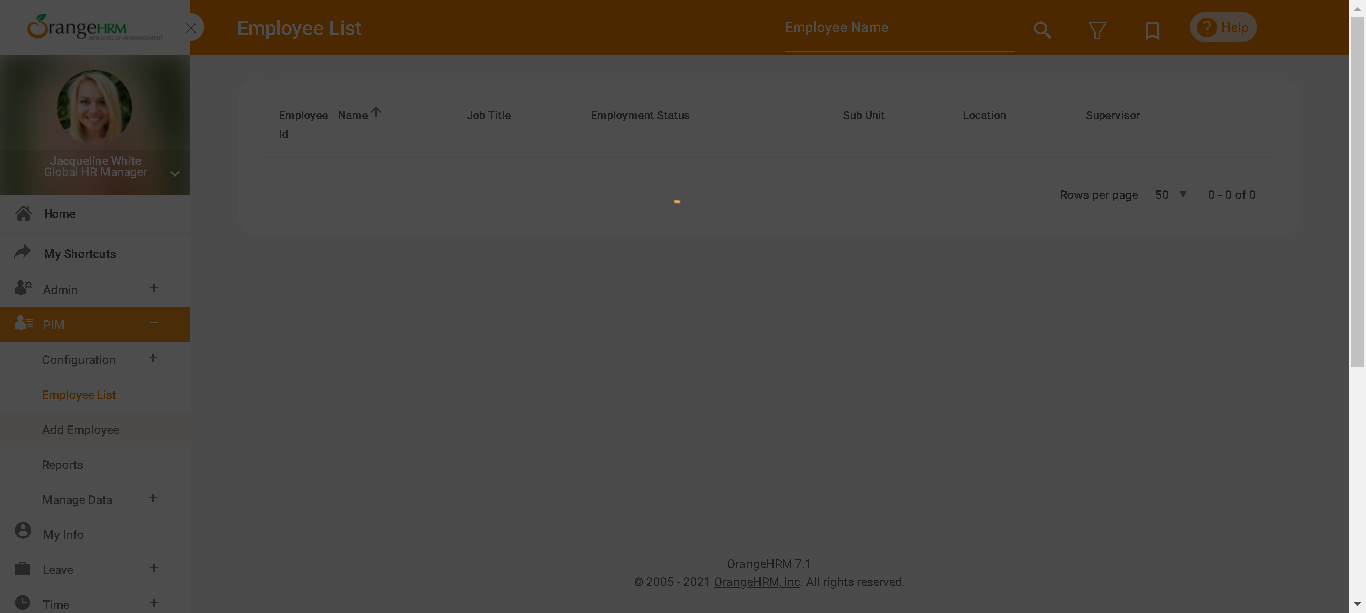 OrangeHRM
Employee List
Employee Name
Help
Jacqueline White
Global HR Manager
Home
My Shortcuts
Admin
PIM
Configuration
Employee List
Add Employee
Reports
Manage Data
My Info
Leave
Time
Employee Id
Name
Job Title
Employment Status
Sub Unit
Location
Supervisor
Rows per page 50 0 - 0 of 0
OrangeHRM 7.1
© 2005 - 2021 OrangeHRM, Inc. All rights reserved.